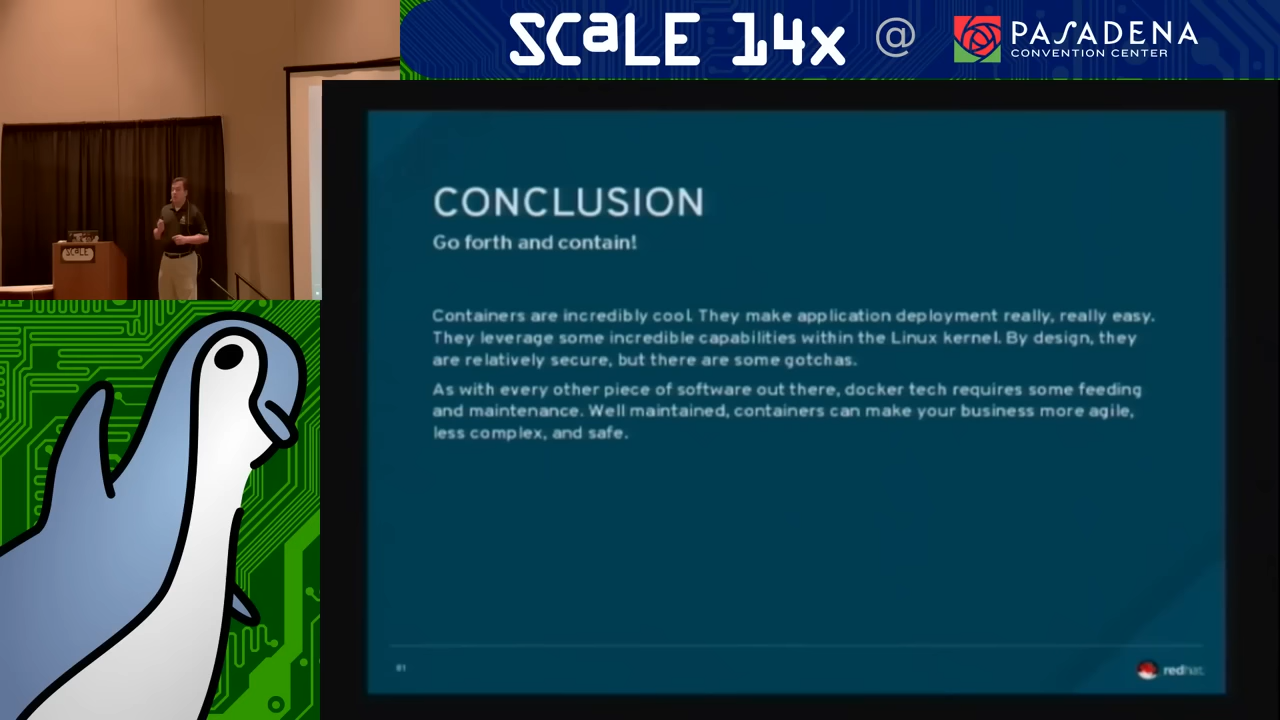 SCaLE 14x @ PASADENA
CONVENTION CENTER
SCALE
CONCLUSION
Go forth and contain!
Containers are incredibly cool. They make application deployment really, really easy.
They leverage some incredible capabilities within the Linux kernel. By design, they
are relatively secure, but there are some gotchas.
As with every other piece of software out there, docker tech requires some feeding
and maintenance. Well maintained, containers can make your business more agile,
less complex, and safe.
redhat